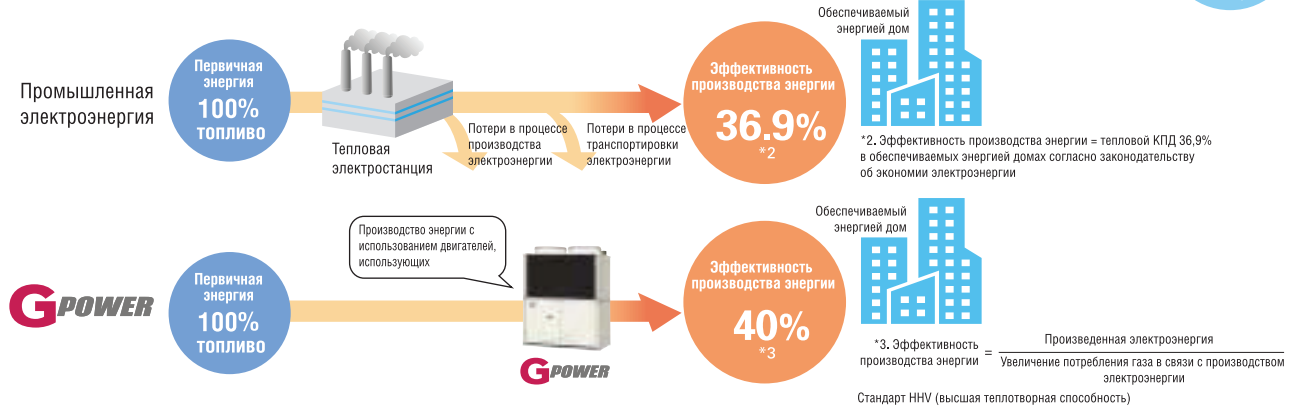 Промышленная
электроэнергия
Первичная
энергия
100%
топливо
Тепловая
электростанция
Потери в процессе
производства
электроэнергии
Потери в процессе
транспортировки
электроэнергии
Эффективность
производства энергии
36.9%
*2
Обеспечиваемый
энергией дом
*2. Эффективность производства энергии = тепловой КПД 36,9%
в обеспечиваемых энергией домах согласно законодательству
об экономии электроэнергии
GPOWER
Первичная
энергия
100%
топливо
Производство энергии с
использованием двигателей,
использующих
GPOWER
Эффективность
производства энергии
40%
*3
Обеспечиваемый
энергией дом
*3. Эффективность
производства энергии
=
Произведенная электроэнергия
Увеличение потребления газа в связи с производством
электроэнергии
Стандарт HHV (высшая теплотворная способность)